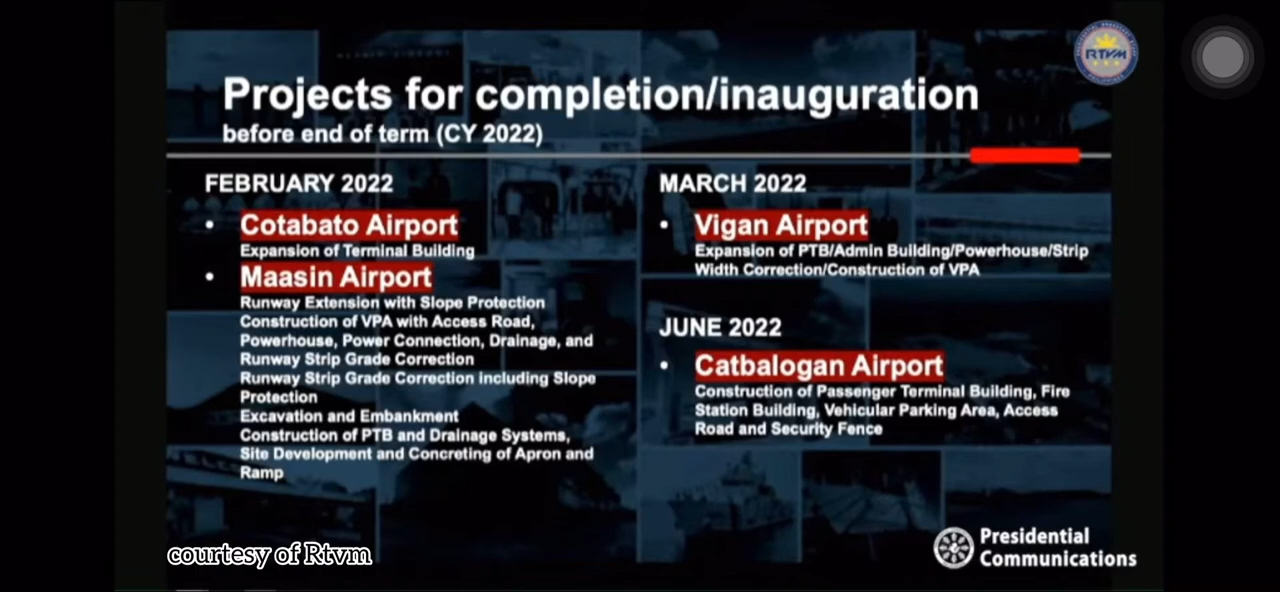 RTVM
Projects for completion/inauguration
before end of term (CY 2022)
FEBRUARY 2022
• Cotabato Airport
Expansion of Terminal Building
• Maasin Airport
Runway Extension with Slope Protection
Construction of VPA with Access Road,
Powerhouse, Power Connection, Drainage, and
Runway Strip Grade Correction
Runway Strip Grade Correction including Slope
Protection
Excavation and Embankment
Construction of PTB and Drainage Systems,
Site Development and Concreting of Apron and
Ramp
MARCH 2022
• Vigan Airport
Expansion of PTB/Admin Building/Powerhouse/Strip
Width Correction/Construction of VPA
JUNE 2022
• Catbalogan Airport
Construction of Passenger Terminal Building, Fire
Station Building, Vehicular Parking Area, Access
Road and Security Fence
courtesy of Rtvm
Presidential
Communications